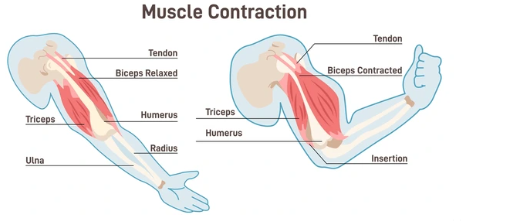 Muscle Contraction
Tendon
Biceps Relaxed
Humerus
Triceps
Radius
Ulna
Tendon
Biceps Contracted
Triceps
Humerus
Insertion